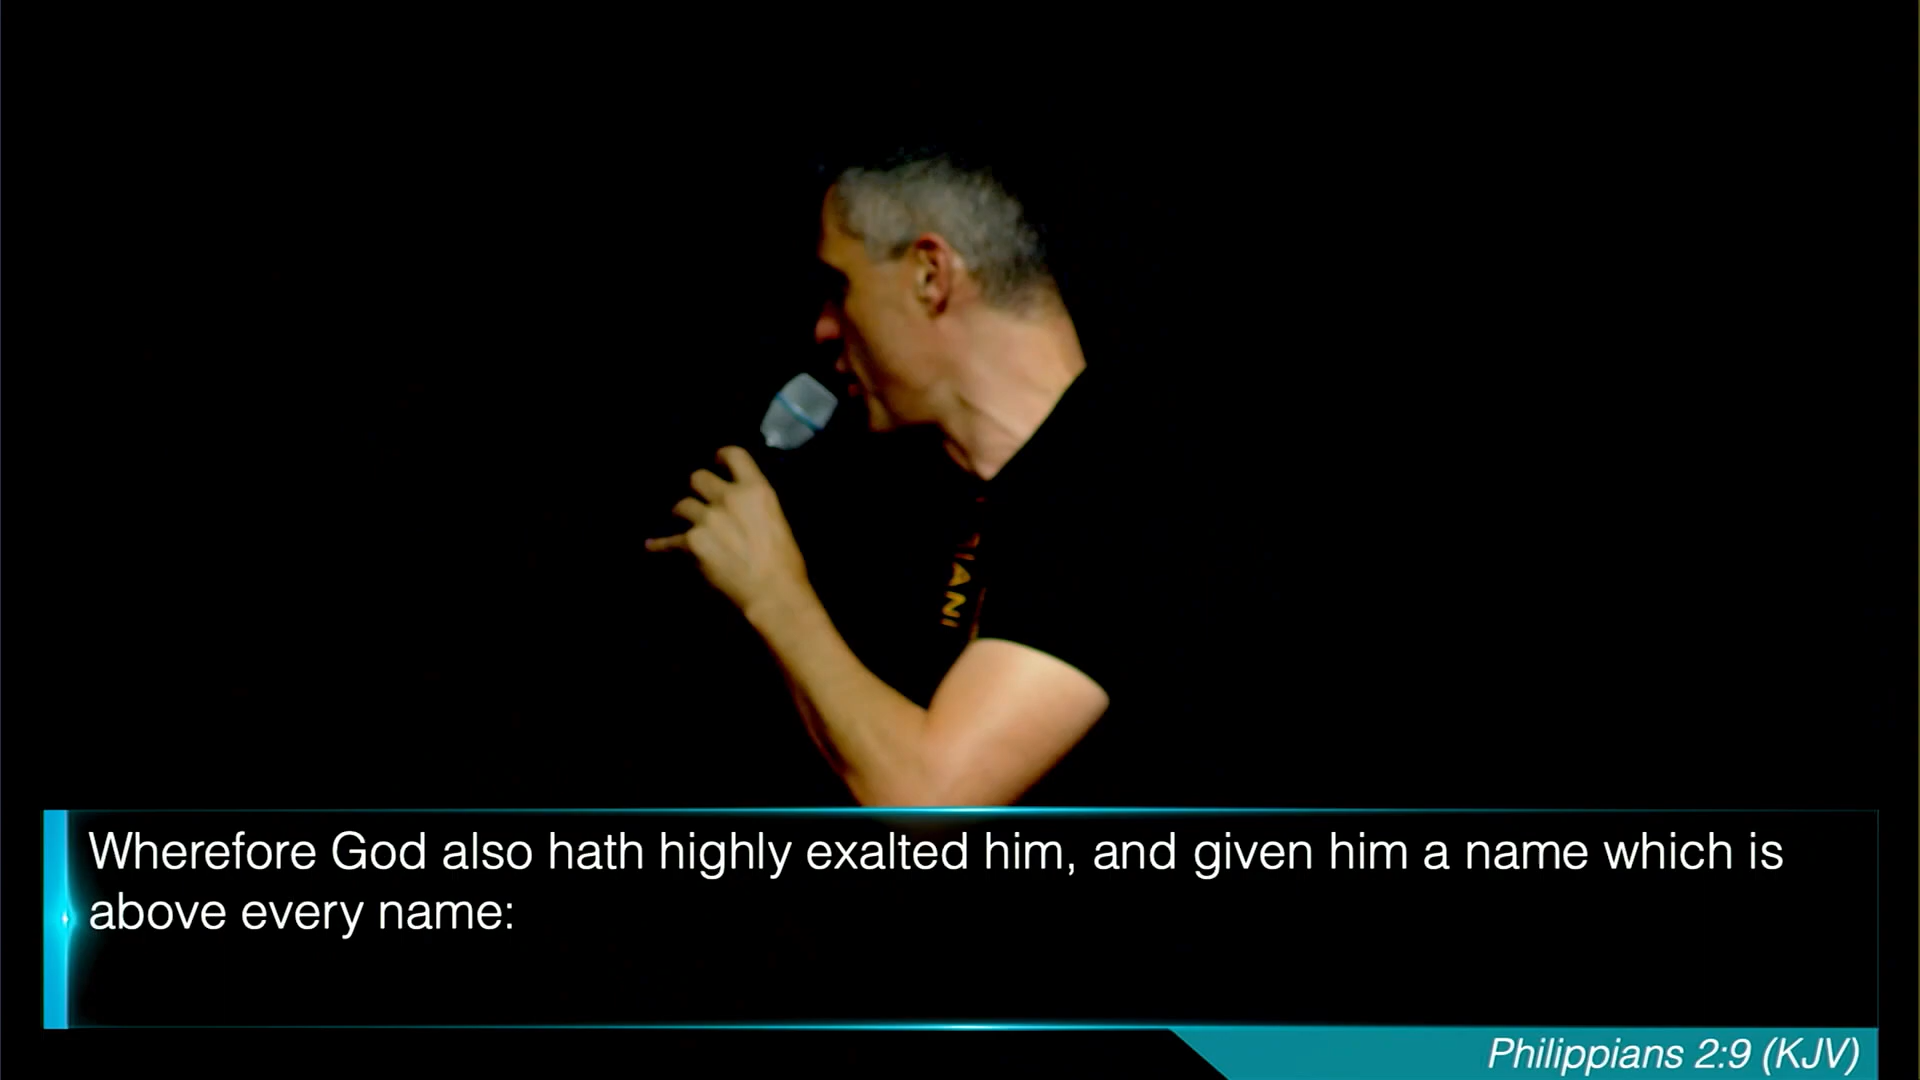 IANI
Wherefore God also hath highly exalted him, and given him a name which is
above every name:
Philippians 2:9 (KJV)